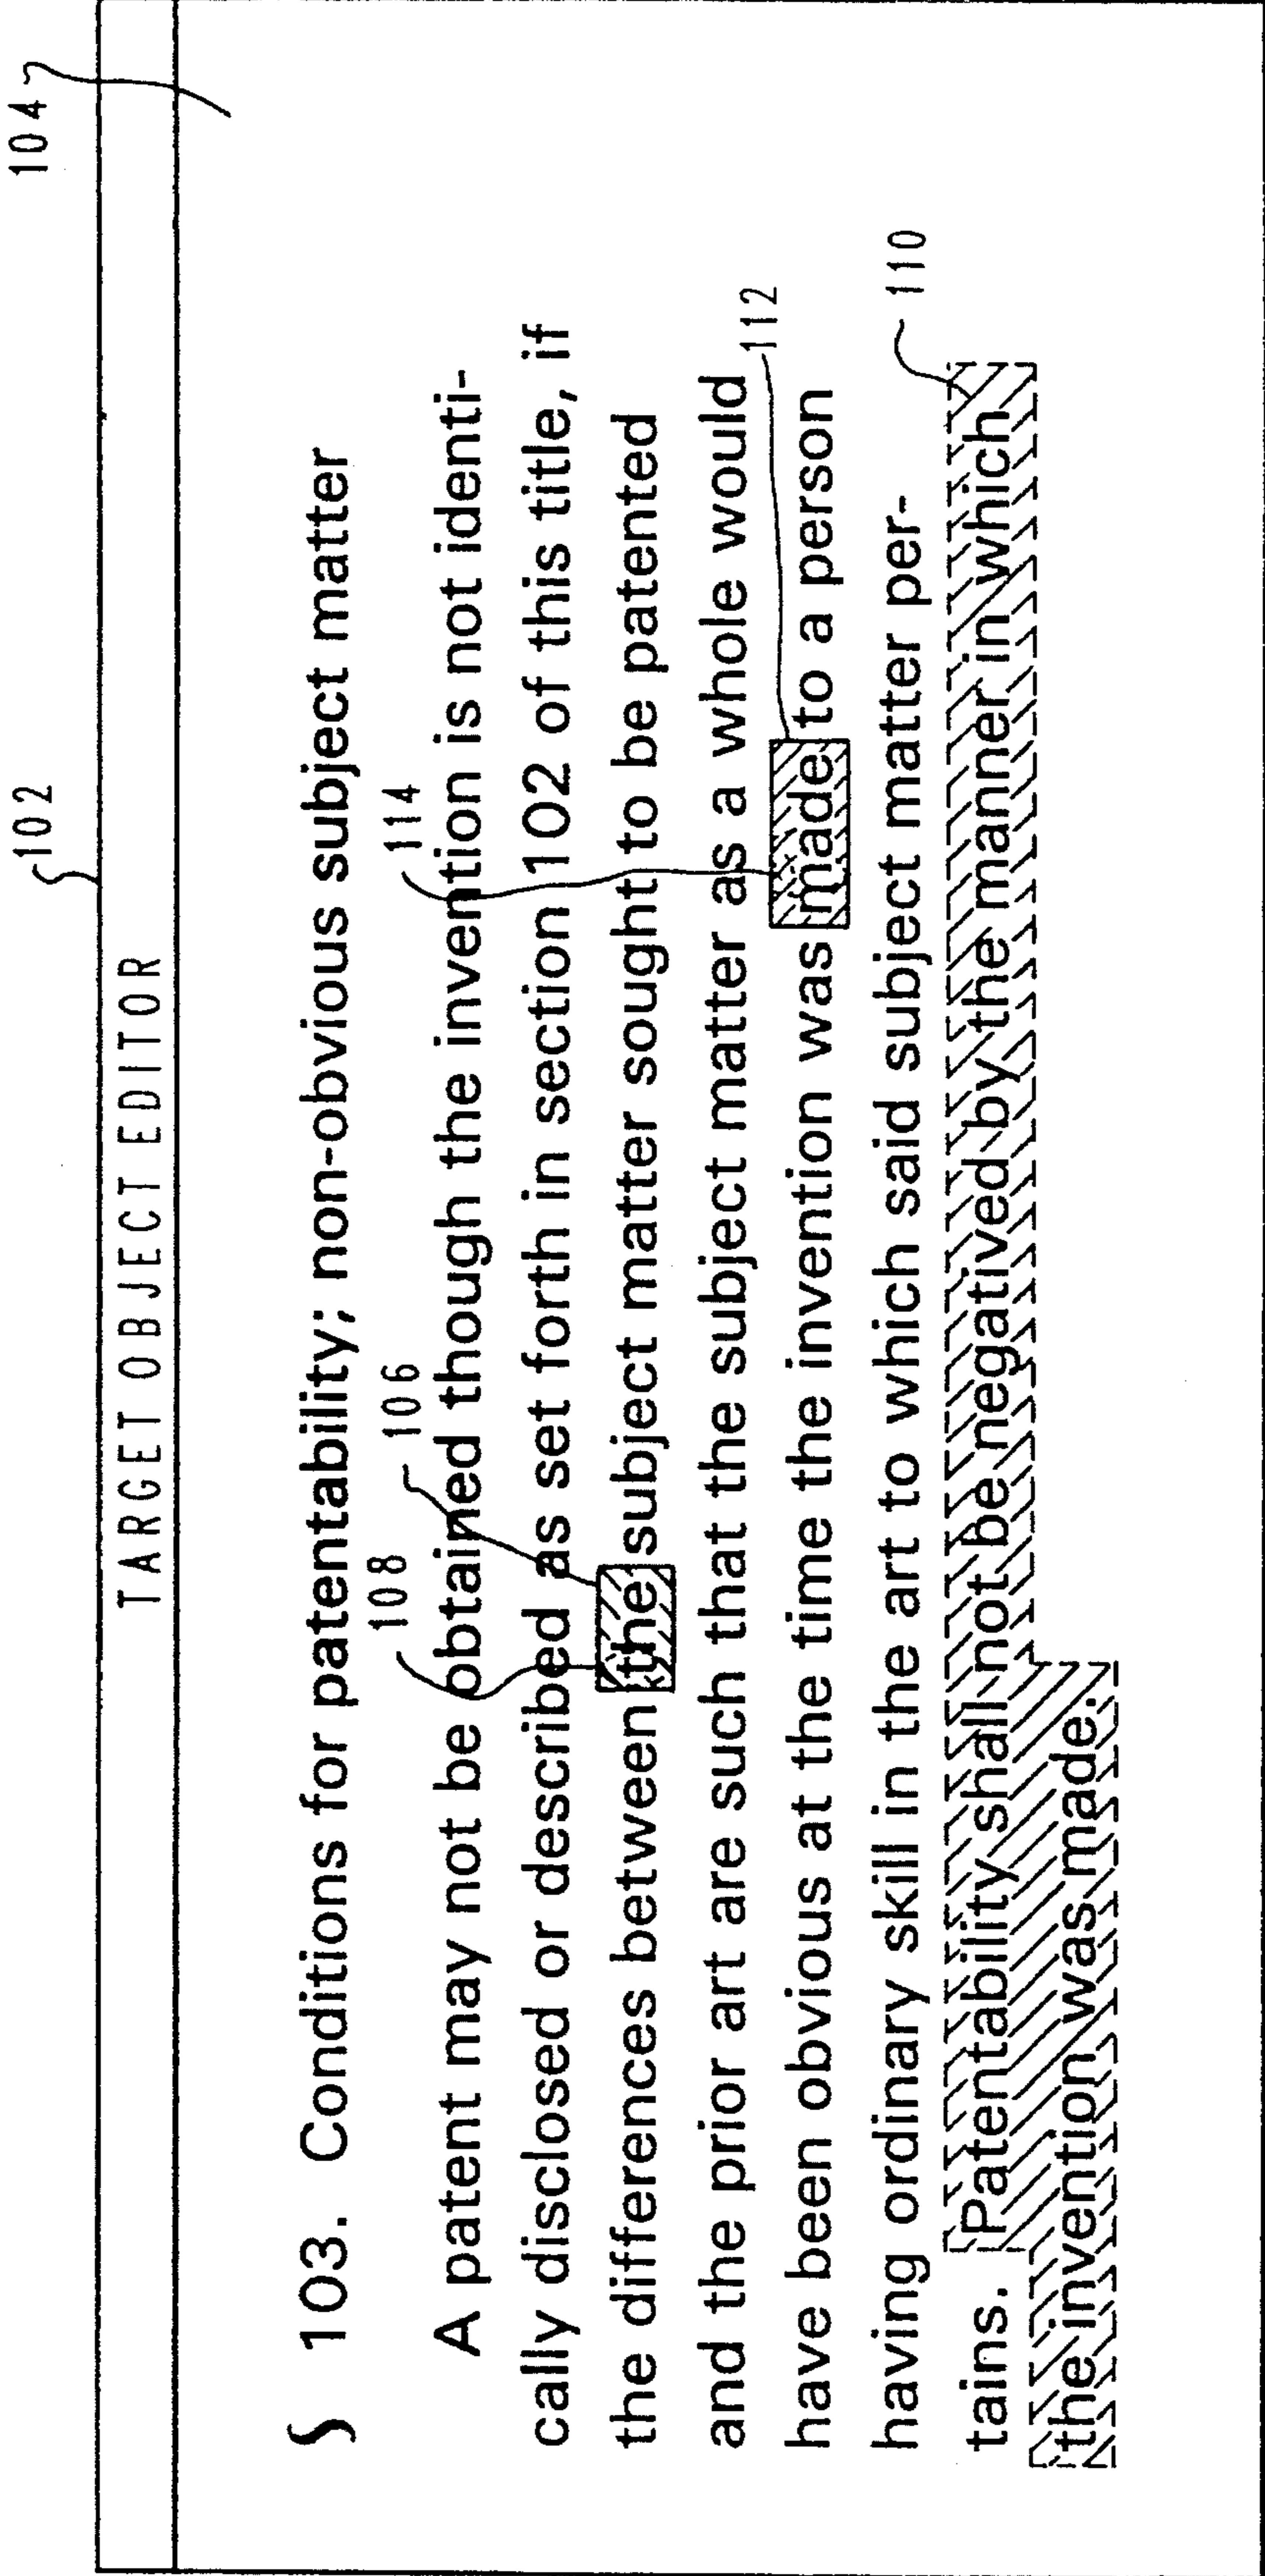 102
104
TARGET OBJECT EDITOR
§ 103. Conditions for patentability; non-obvious subject matter
108
106
114
A patent may not be obtained though the invention is not identi-
cally disclosed or described as set forth in section 102 of this title, if
the differences between the subject matter sought to be patented
and the prior art are such that the subject matter as a whole would
112
have been obvious at the time the invention was made to a person
having ordinary skill in the art to which said subject matter per-
110
tains. Patentability shall not be negatived by the manner in which
the invention was made.